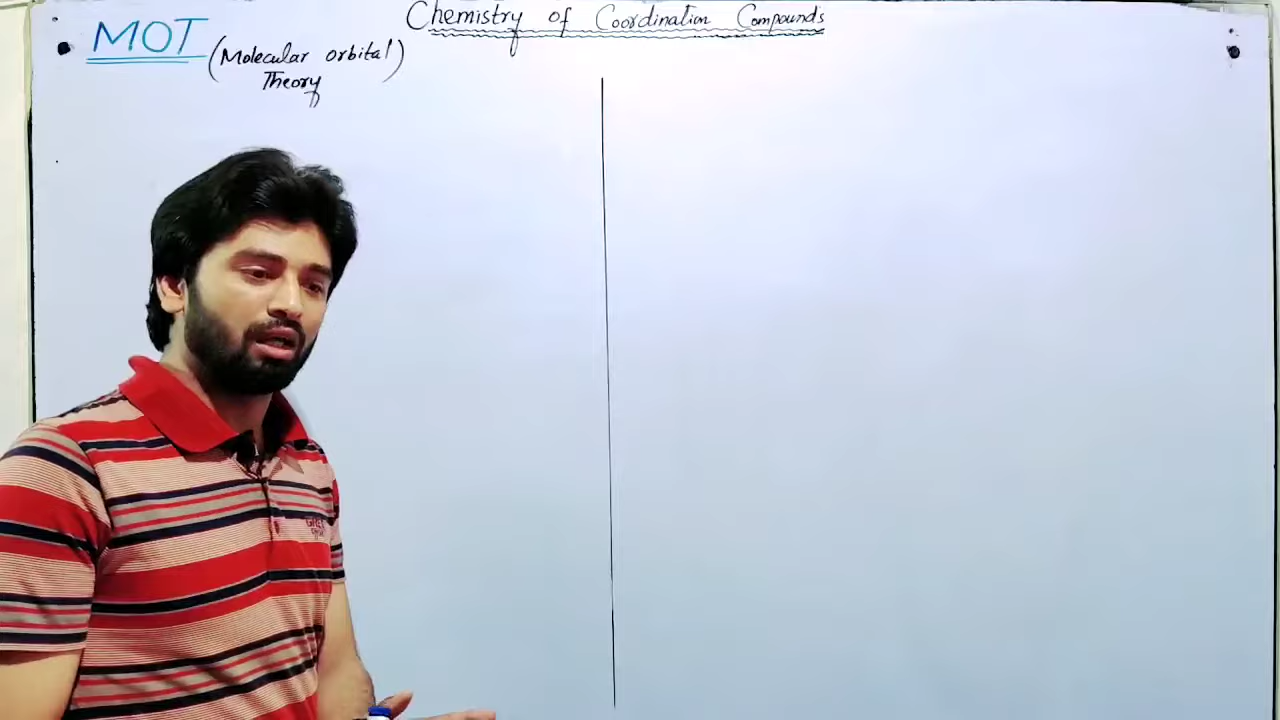 Chemistry of Coordination Compounds
MOT (Molecular orbital)
Theory